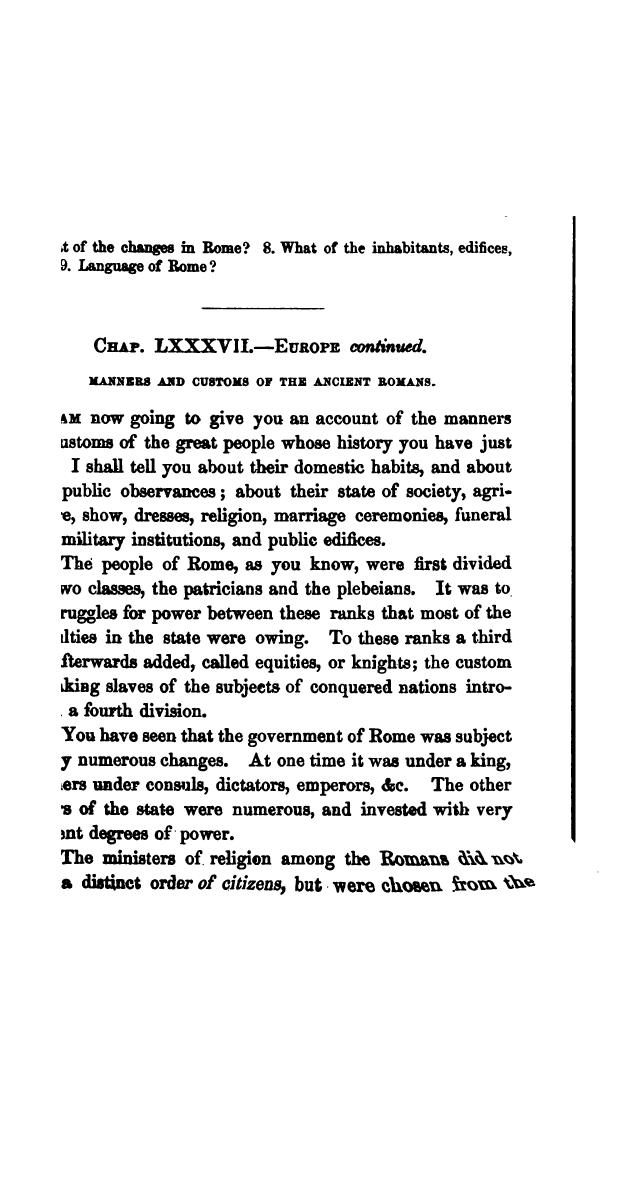 of the changes in Rome? 8. What of the inhabitants, edifices,
9. Language of Rome?
CHAP. LXXXVII.—EUROPE continued.
MANNERS AND CUSTOMS OF THE ANCIENT ROMANS.
AM now going to give you an account of the manners
ustoms of the great people whose history you have just
I shall tell you about their domestic habits, and about
public observances; about their state of society, agri-
e, show, dresses, religion, marriage ceremonies, funeral
military institutions, and public edifices.
The people of Rome, as you know, were first divided
wo classes, the patricians and the plebeians. It was to
ruggles for power between these ranks that most of the
lties in the state were owing. To these ranks a third
fterwards added, called equities, or knights; the custom
king slaves of the subjects of conquered nations intro-
a fourth division.
You have seen that the government of Rome was subject
y numerous changes. At one time it was under a king,
ers under consuls, dictators, emperors, &c. The other
s of the state were numerous, and invested with very
ent degrees of power.
The ministers of religion among the Romans did not
a distinct order of citizens, but were chosen from the